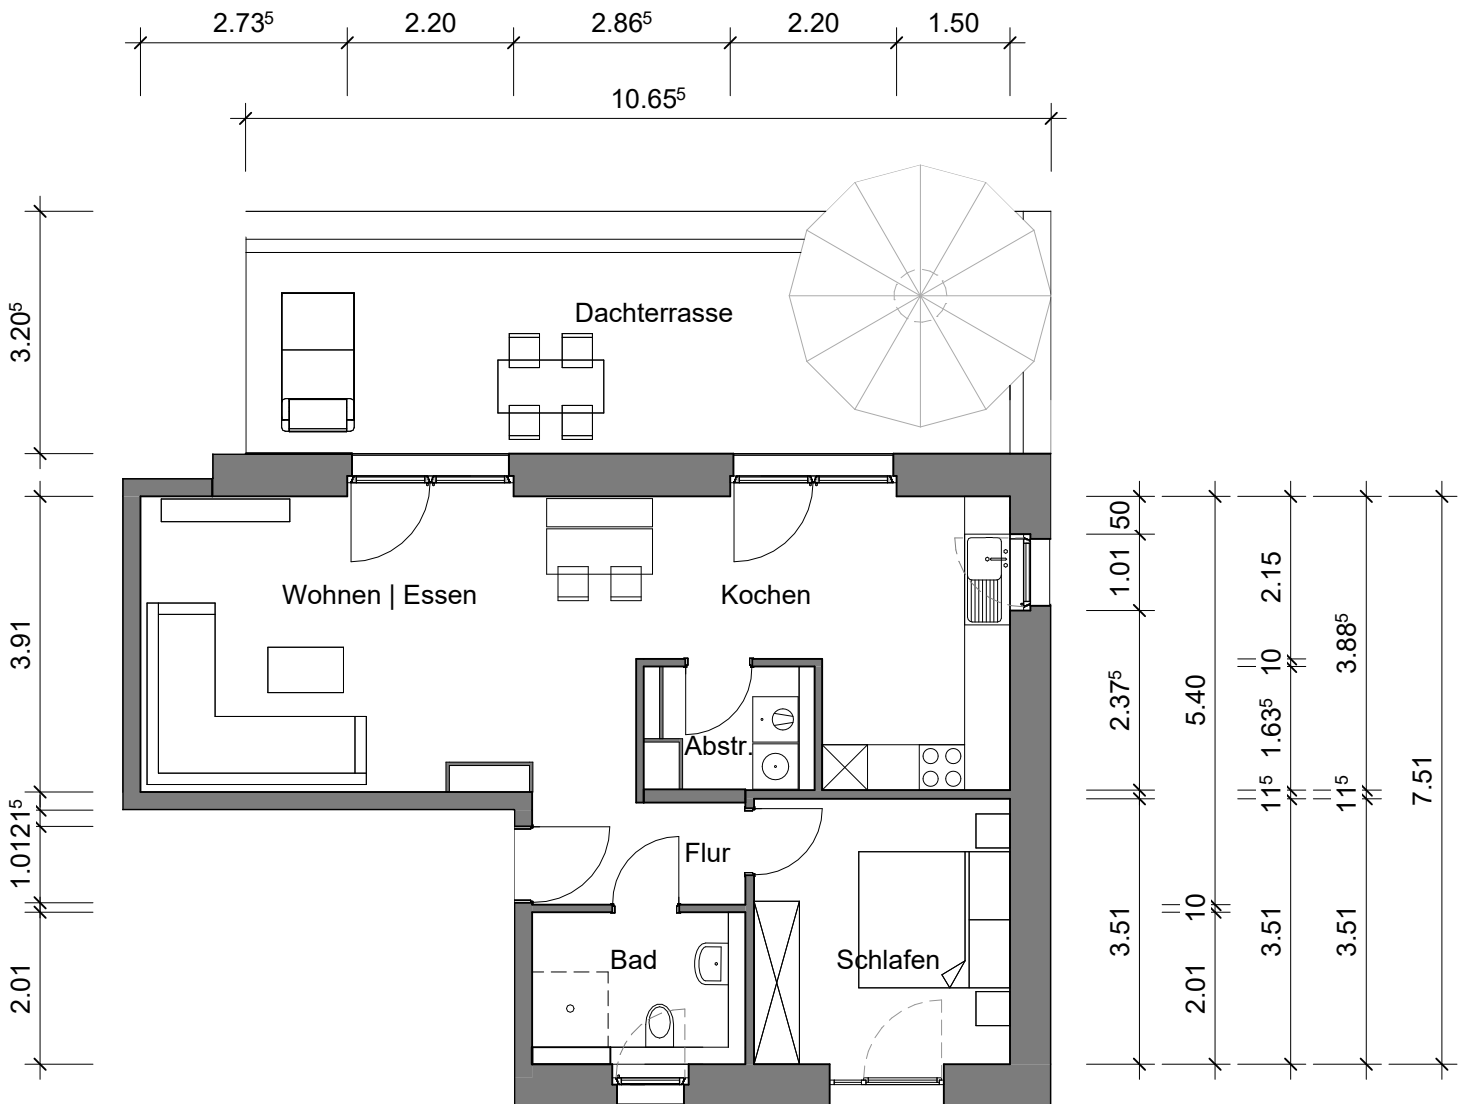 2.73⁵ 2.20 2.86⁵ 2.20 1.50
10.65⁵
3.20⁵
Dachterrasse
Wohnen | Essen
Kochen
Abstr.
Flur
Bad
Schlafen
3.91
21⁵
1.01
2.01
50
1.01
2.37⁵
3.51
5.40
10
2.01
2.15
10
1.63⁵
11⁵
3.51
3.88⁵
11⁵
3.51
7.51